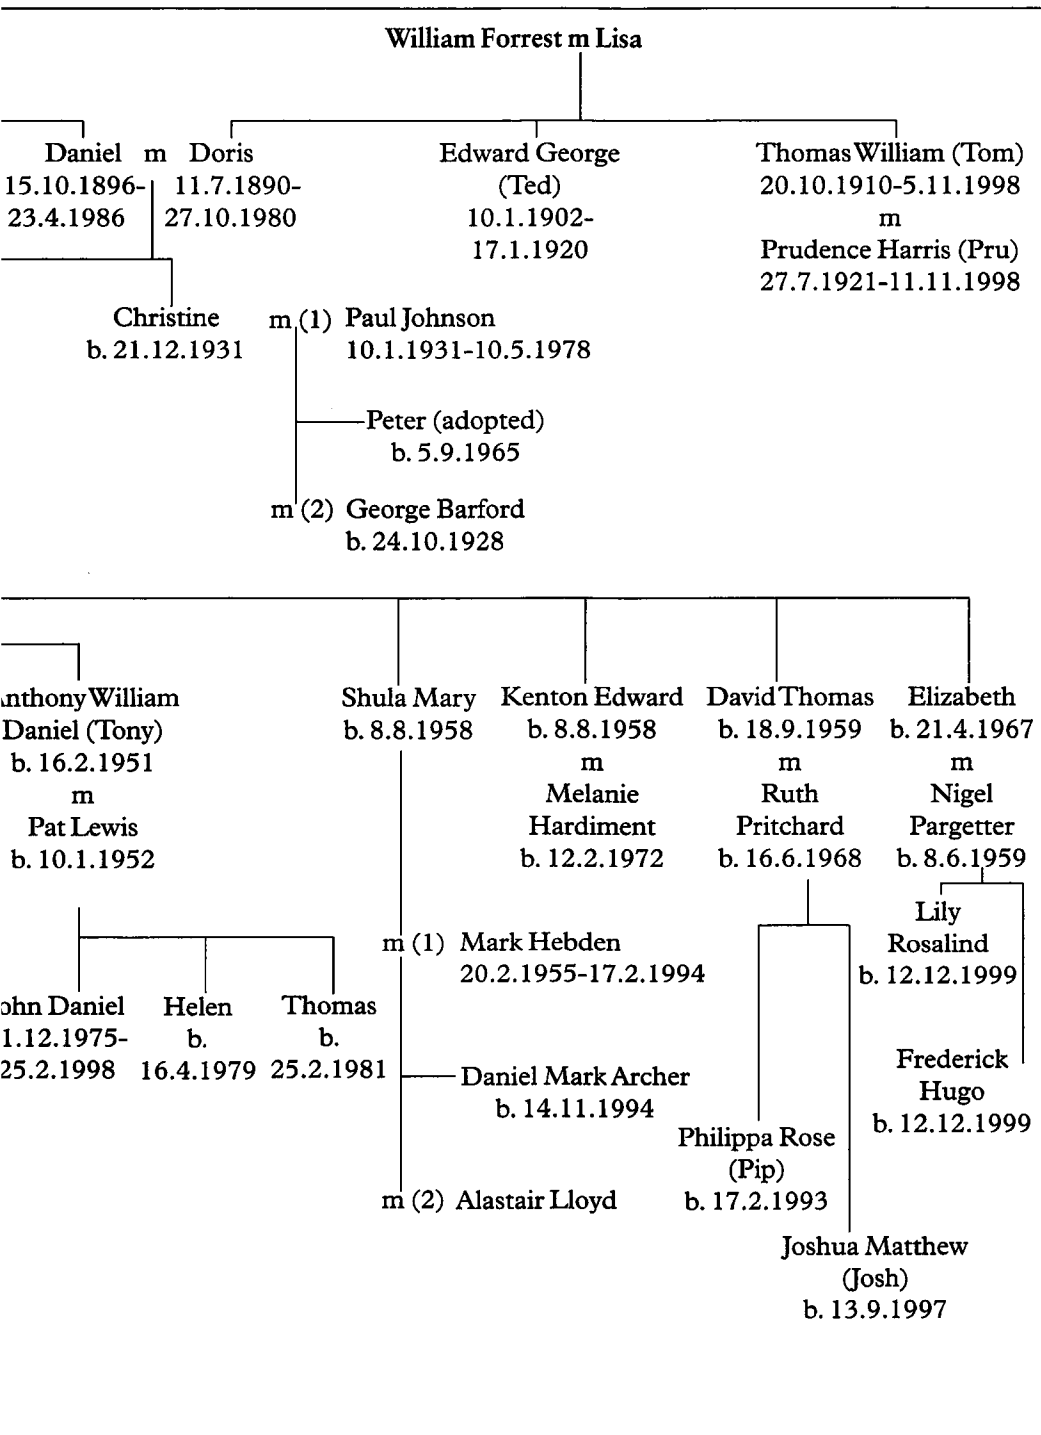 William Forrest m Lisa
Daniel m Doris
15.10.1896- 11.7.1890-
23.4.1986 27.10.1980
Edward George
(Ted)
10.1.1902-
17.1.1920
Thomas William (Tom)
20.10.1910-5.11.1998
m
Prudence Harris (Pru)
27.7.1921-11.11.1998
Christine
b. 21.12.1931
m (1) Paul Johnson
10.1.1931-10.5.1978
Peter (adopted)
b. 5.9.1965
m (2) George Barford
b. 24.10.1928
nthony William
Daniel (Tony)
b. 16.2.1951
m
Pat Lewis
b. 10.1.1952
Shula Mary
b. 8.8.1958
Kenton Edward
b. 8.8.1958
m
Melanie
Hardiment
b. 12.2.1972
David Thomas
b. 18.9.1959
m
Ruth
Pritchard
b. 16.6.1968
Elizabeth
b. 21.4.1967
m
Nigel
Pargetter
b. 8.6.1959
ohn Daniel
1.12.1975-
25.2.1998
Helen
b.
16.4.1979
Thomas
b.
25.2.1981
m (1) Mark Hebden
20.2.1955-17.2.1994
Daniel Mark Archer
b. 14.11.1994
m (2) Alastair Lloyd
Philippa Rose
(Pip)
b. 17.2.1993
Joshua Matthew
(Josh)
b. 13.9.1997
Lily
Rosalind
b. 12.12.1999
Frederick
Hugo
b. 12.12.1999